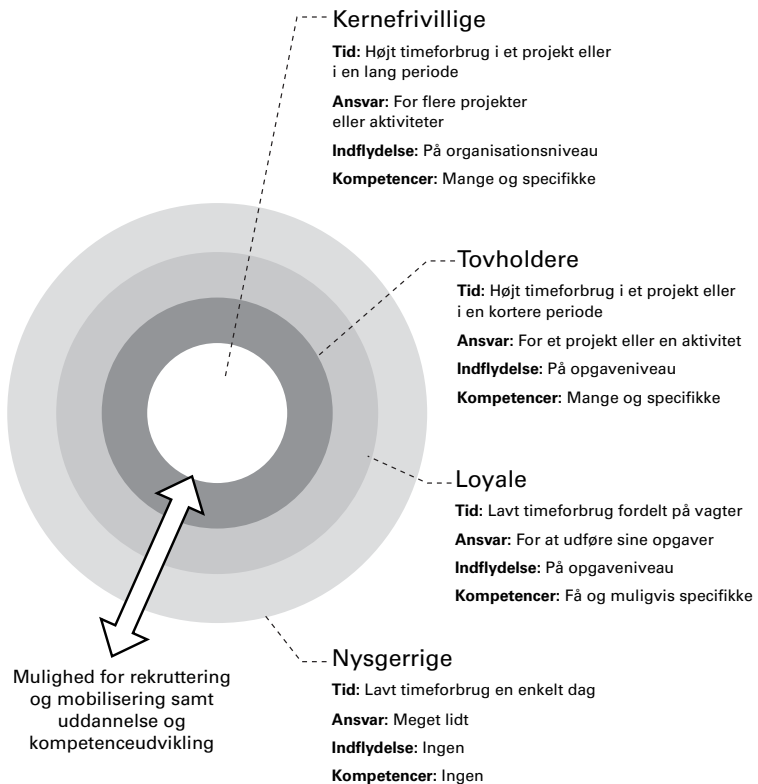 Kernefrivillige
Tid: Højt timeforbrug i et projekt eller
i en lang periode
Ansvar: For flere projekter
eller aktiviteter
Indflydelse: På organisationsniveau
Kompetencer: Mange og specifikke
Tovholdere
Tid: Højt timeforbrug i et projekt eller
i en kortere periode
Ansvar: For et projekt eller en aktivitet
Indflydelse: På opgaveniveau
Kompetencer: Mange og specifikke
Loyale
Tid: Lavt timeforbrug fordelt på vagter
Ansvar: For at udføre sine opgaver
Indflydelse: På opgaveniveau
Kompetencer: Få og muligvis specifikke
Nysgerrige
Tid: Lavt timeforbrug en enkelt dag
Ansvar: Meget lidt
Indflydelse: Ingen
Kompetencer: Ingen
Mulighed for rekruttering
og mobilisering samt
uddannelse og
kompetenceudvikling